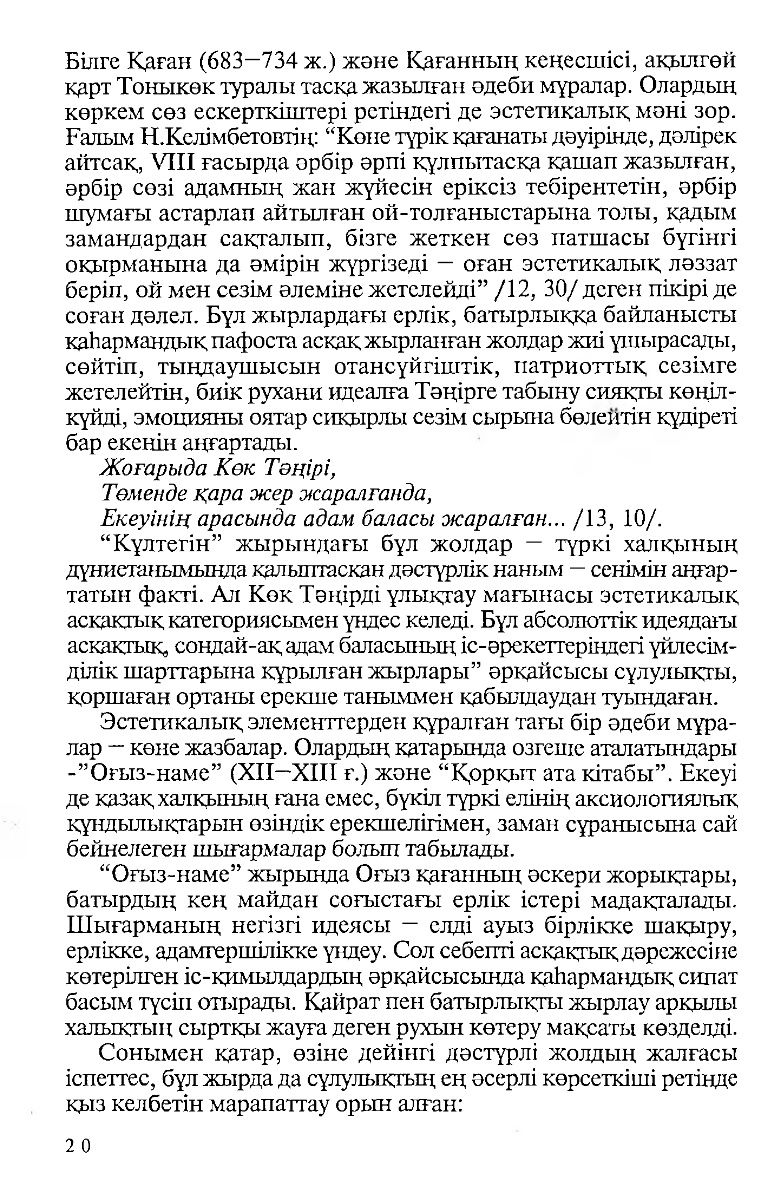 Білге Қаған (683—734 ж.) және Қағанның кеңесшісі, ақылгөй
қарт Тоныкөк туралы тасқа жазылған әдеби мұралар. Олардың
көркем сөз ескерткіштері ретіндегі де эстетикалық мәні зор.
Ғалым Н.Келімбетовтің: “Көне түрік қағанаты дәуірінде, дәлірек
айтсақ, VIII ғасырда әрбір әрпі құлпытасқа қашап жазылған,
әрбір сөзі адамның жан жүйесін еріксіз тебірентетін, әрбір
шумағы астарлап айтылған ой-толғаныстарына толы, қадым
замандардан сақталып, бізге жеткен сөз патшасы бүгінгі
оқырманына да әмірін жүргізеді — оған эстетикалық ләззат
беріп, ой мен сезім әлеміне жетелейді” /12, 30/ деген пікірі де
соған дәлел. Бұл жырлардағы ерлік, батырлыққа байланысты
қаһармандық пафоста асқақ жырланған жолдар жиі ұшырасады,
сөйтіп, тыңдаушысын отансүйгіштік, патриоттық сезімге
жетелейтін, биік рухани идеалға Тәңірге табыну сияқты көңіл-
күйді, эмоцияны оятар сиқырлы сезім сырына бөлейтін құдіреті
бар екенін аңғартады.
Жоғарыда Көк Тәңірі,
Төменде қара жер жаралғанда,
Екеуінің арасында адам баласы жаралған... /13, 10/.
“Күлтегін” жырындағы бұл жолдар — түркі халқының
дүниетанымында қалыптасқан дәстүрлік наным — сенімін аңғар-
татын факті. Ал Көк Тәңірді ұлықтау мағынасы эстетикалық
асқақтық категориясымен үндес келеді. Бұл абсолюттік идеядағы
асқақтық, сондай-ақ адам баласының іс-әрекеттеріндегі үйлесім-
ділік шарттарына құрылған жырлары” әрқайсысы сұлулықты,
қоршаған ортаны ерекше таныммен қабылдаудан туындаған.
Эстетикалық элементтерден құралған тағы бір әдеби мұра-
лар — көне жазбалар. Олардың қатарында өзгеше аталатындары
-”Оғыз-наме” (XII—XIII ғ.) және “Қорқыт ата кітабы”. Екеуі
де қазақ халқының ғана емес, бүкіл түркі елінің аксиологиялық
құндылықтарын өзіндік ерекшелігімен, заман сұранысына сай
бейнелеген шығармалар болып табылады.
“Оғыз-наме” жырында Оғыз қағанның әскери жорықтары,
батырдың кең майдан соғыстағы ерлік істері мадақталады.
Шығарманың негізгі идеясы — елді ауыз бірлікке шақыру,
ерлікке, адамгершілікке үндеу. Сол себепті асқақтық дәрежесіне
көтерілген іс-қимылдардың әрқайсысында қаһармандық сипат
басым түсіп отырады. Қайрат пен батырлықты жырлау арқылы
халықтың сыртқы жауға деген рухын көтеру мақсаты көзделді.
Сонымен қатар, өзіне дейінгі дәстүрлі жолдың жалғасы
іспеттес, бұл жырда да сұлулықтың ең әсерлі көрсеткіші ретінде
қыз келбетін марапаттау орын алған:
20